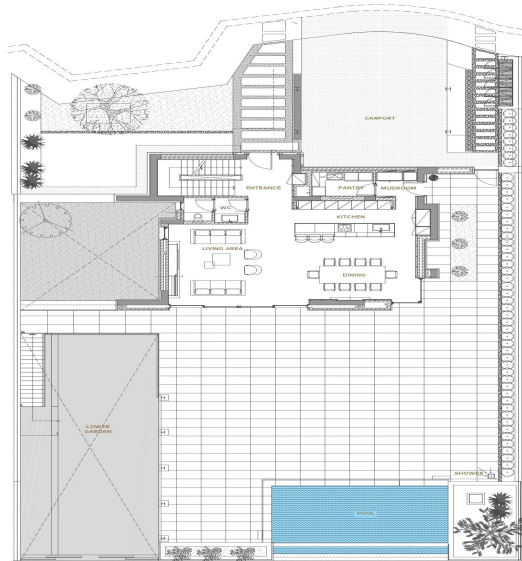 CARPORT
ENTRANCE
PANTRY
MUDROOM
WC
KITCHEN
LIVING AREA
DINING
LOWER
GARDEN
SHOWER
POOL